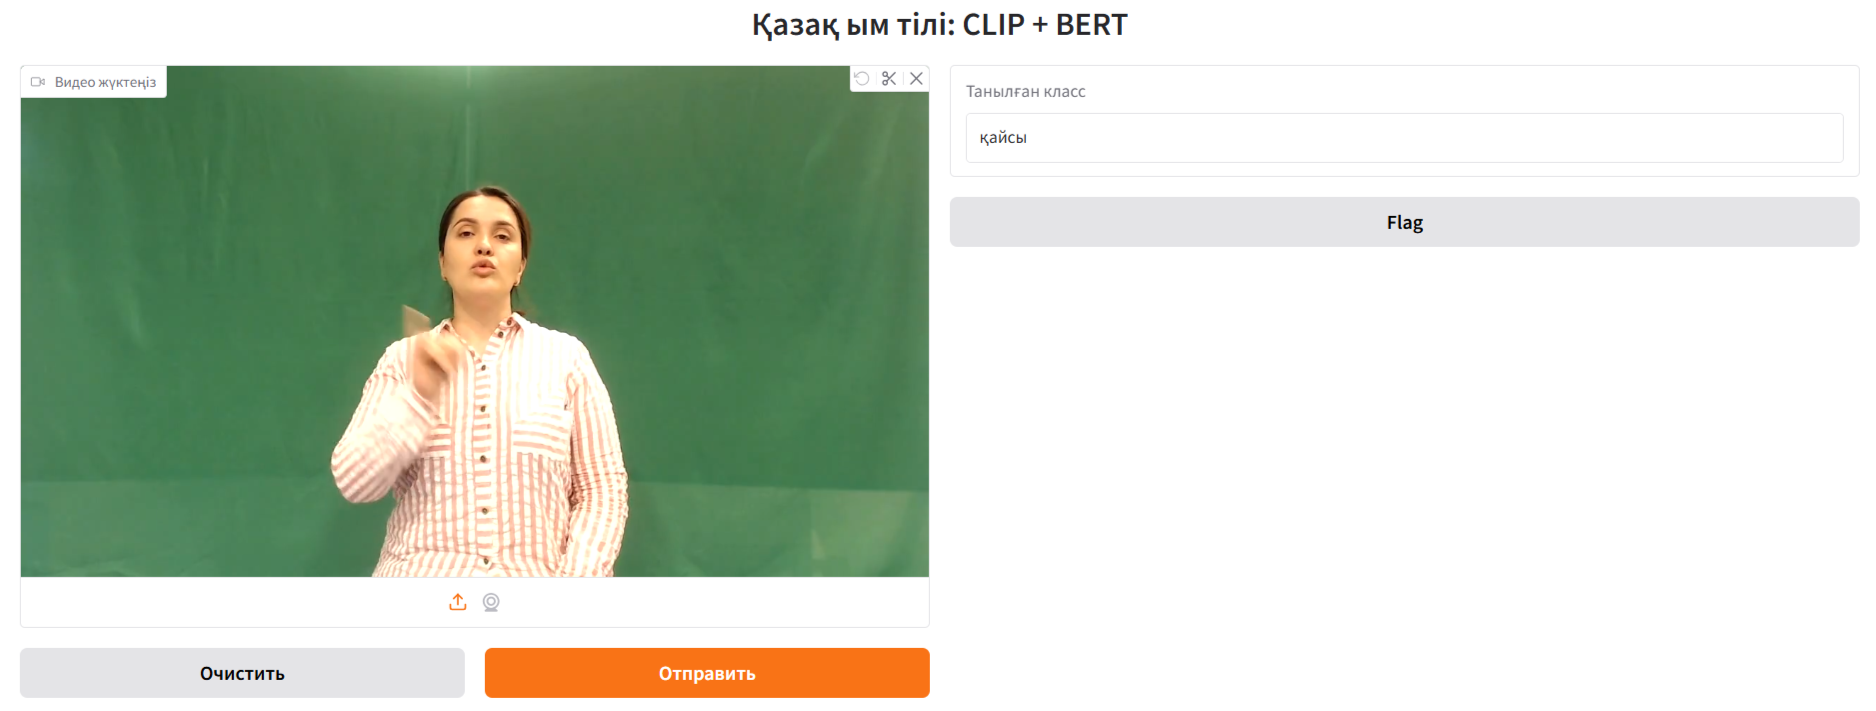 Қазақ ым тілі: CLIP + BERT
Видео жүктеңіз
Танылған класс
қайсы
Flag
Очистить
Отправить